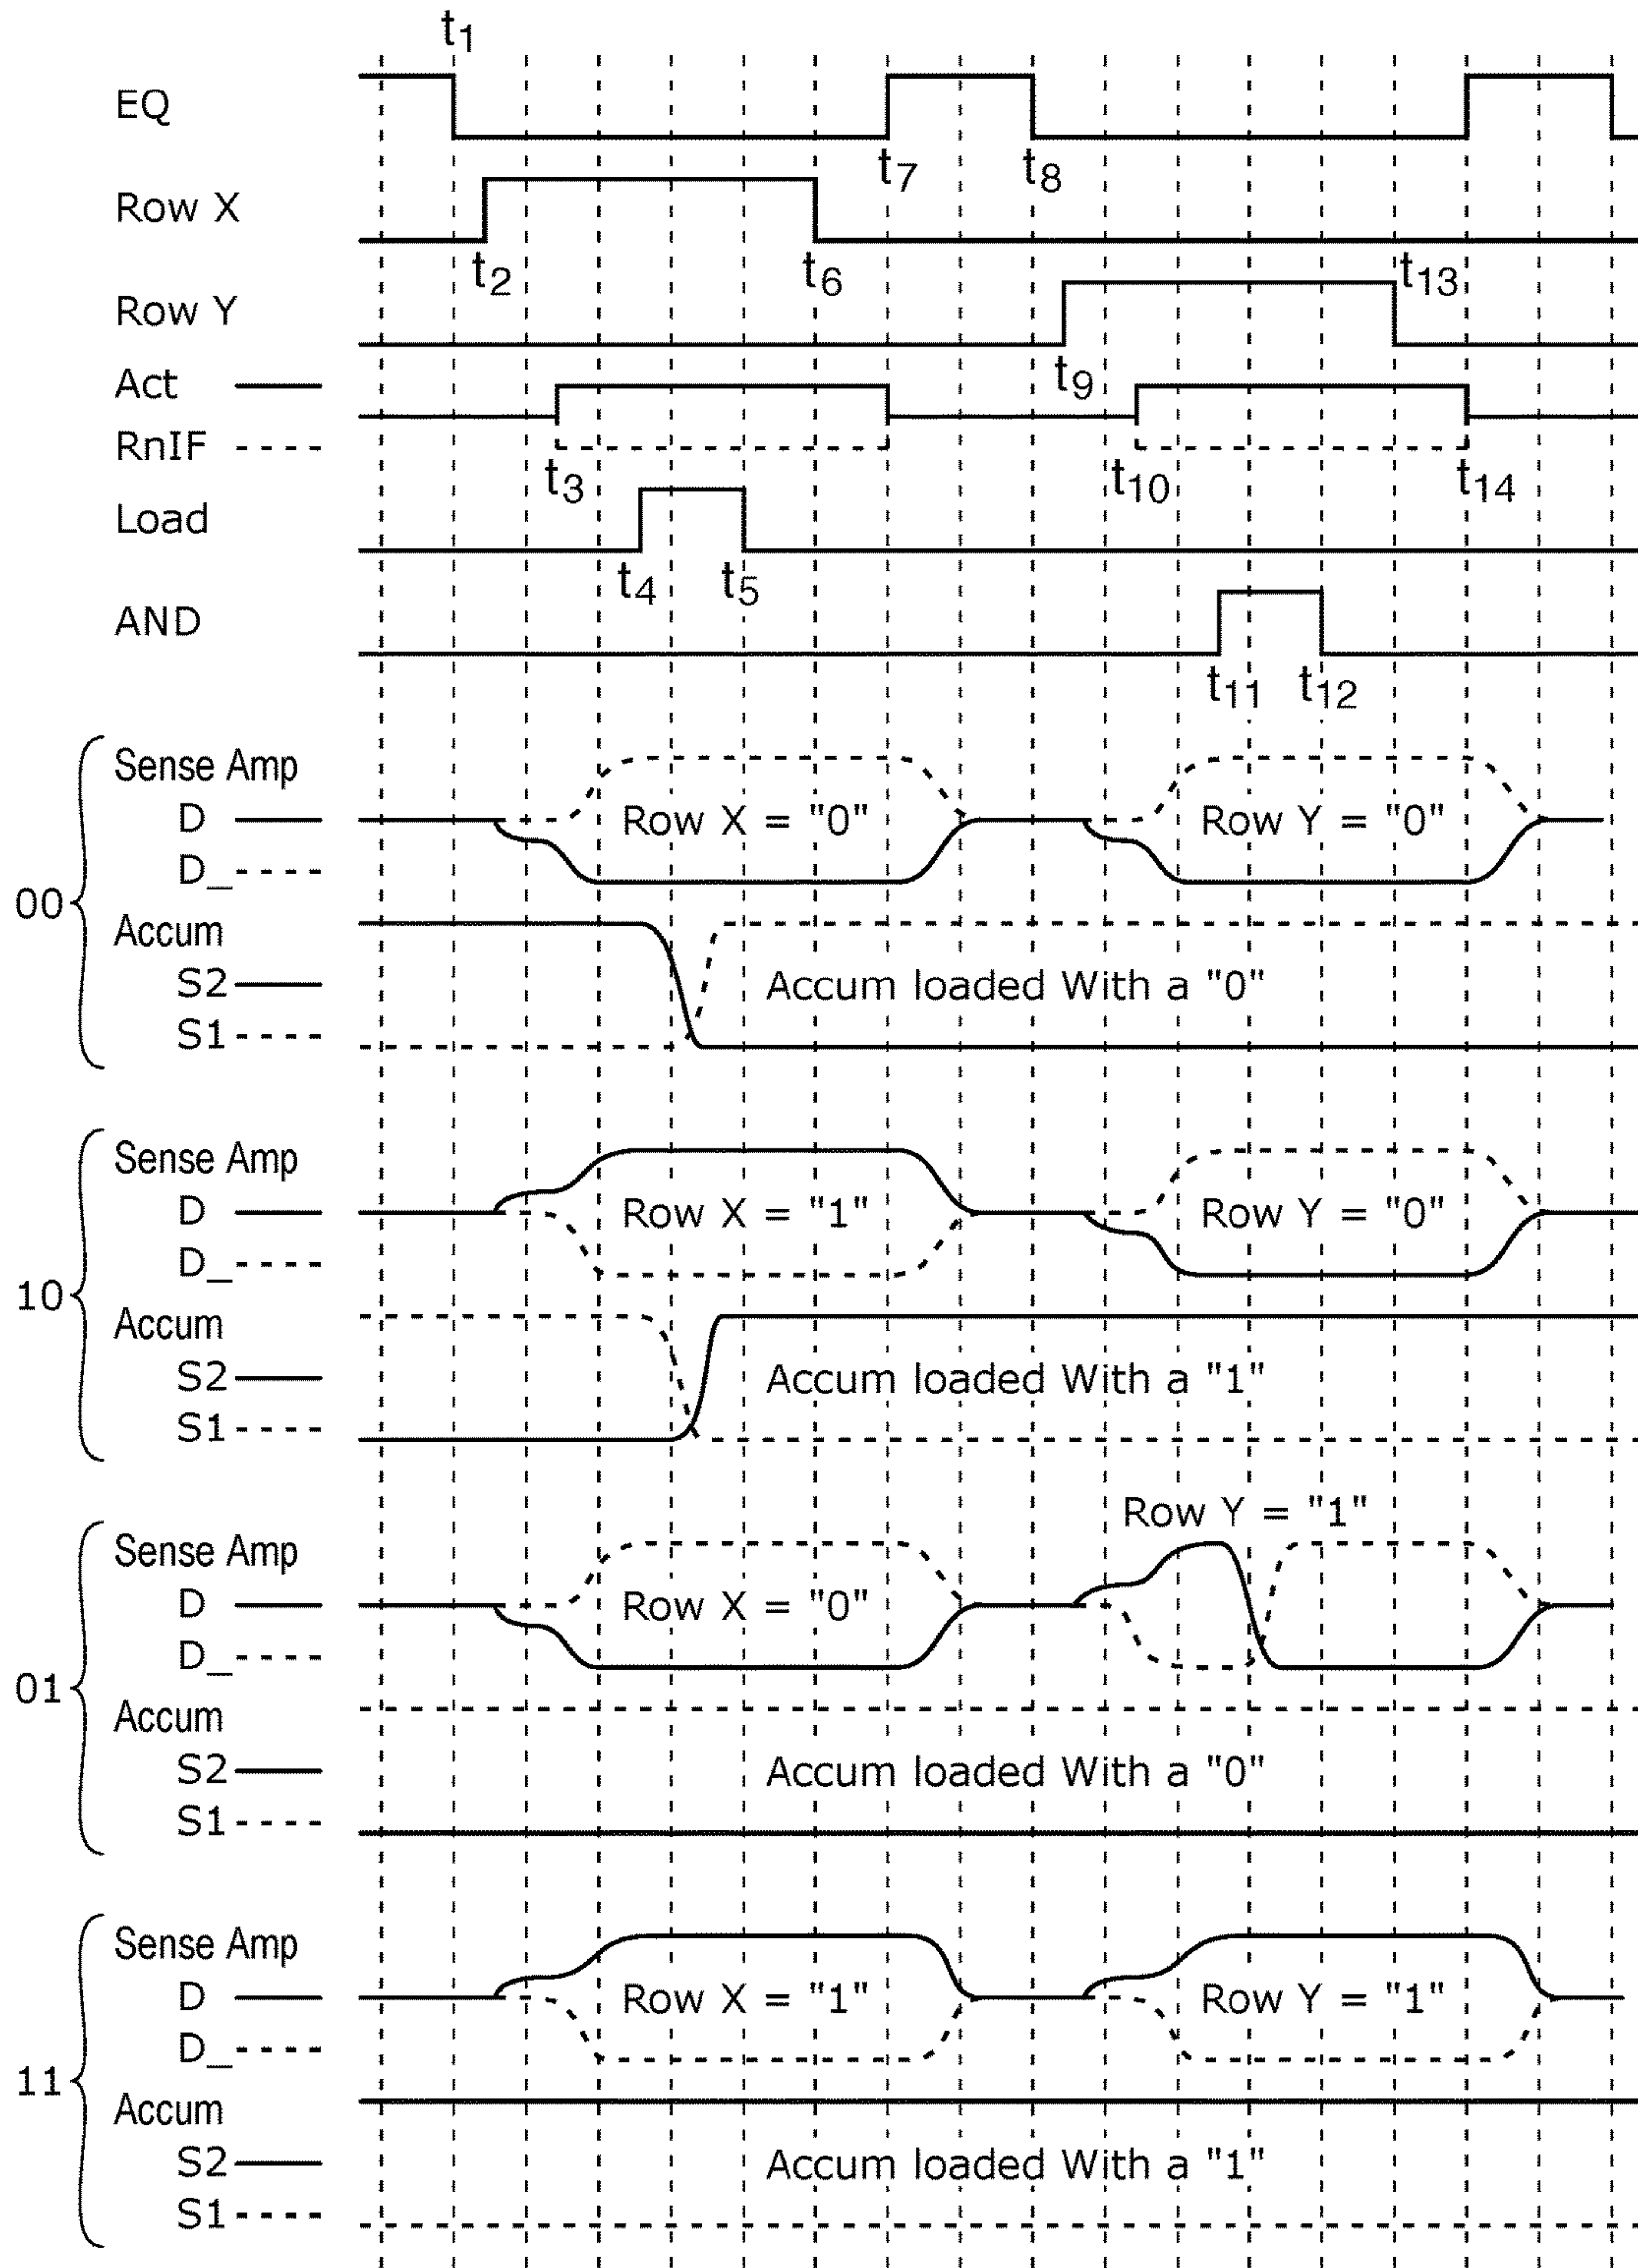 t1
EQ
t7 t8
Row X
t2 t6 t13
Row Y
Act
t9
RnIF
t3 t10 t14
Load
t4 t5
AND
t11 t12
00
Sense Amp
D Row X = "0" Row Y = "0"
D_
Accum
S2 Accum loaded With a "0"
S1
10
Sense Amp
D Row X = "1" Row Y = "0"
D_
Accum
S2 Accum loaded With a "1"
S1
01
Row Y = "1"
Sense Amp
D Row X = "0"
D_
Accum
S2 Accum loaded With a "0"
S1
11
Sense Amp
D Row X = "1" Row Y = "1"
D_
Accum
S2 Accum loaded With a "1"
S1